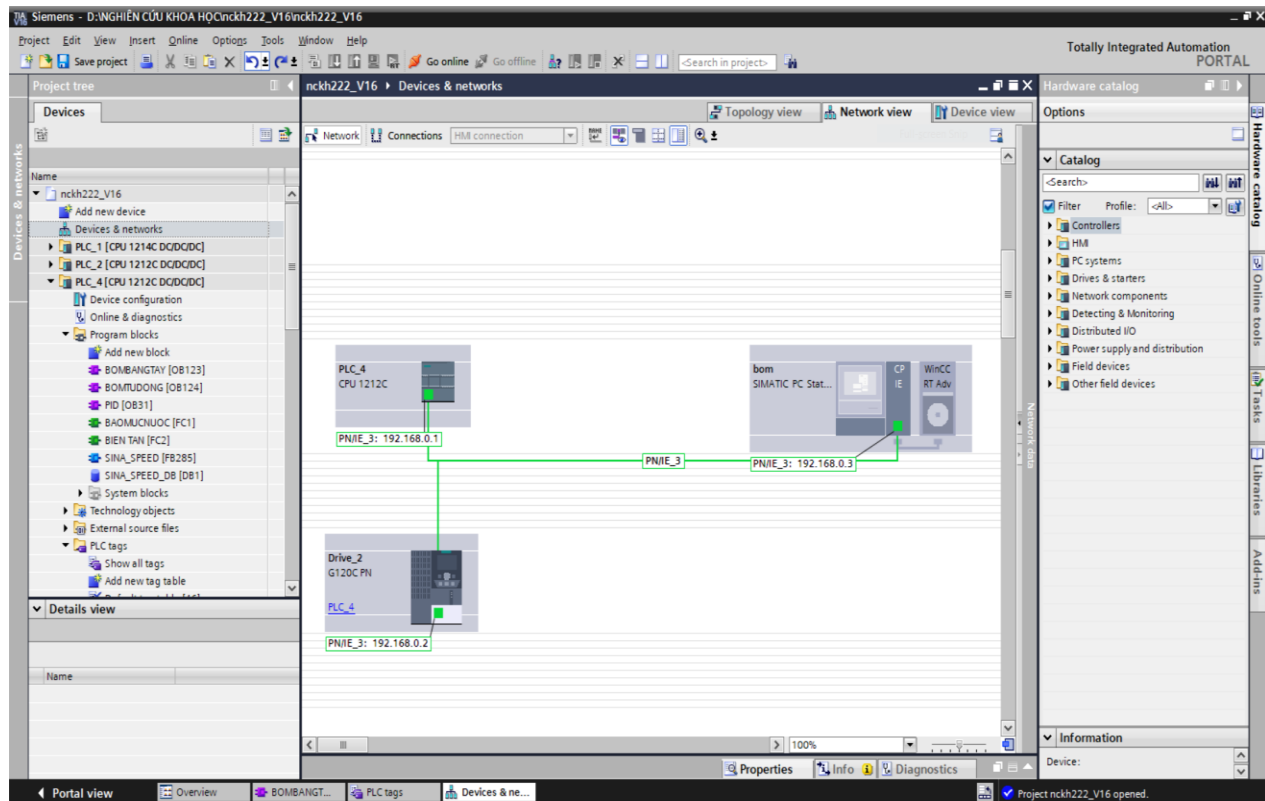 Siemens - D:\NGHIÊN CỨU KHOA HỌC\nckh222_V16\nckh222_V16
Project Edit View Insert Online Options Tools Window Help
Totally Integrated Automation
PORTAL
Save project
Go online
Go offline
<Search in project>
Project tree
nckh222_V16 ▸ Devices & networks
Hardware catalog
Devices
Topology view
Network view
Device view
Options
Network
Connections
HMI connection
Name
nckh222_V16
Add new device
Devices & networks
PLC_1 [CPU 1214C DC/DC/DC]
PLC_2 [CPU 1212C DC/DC/DC]
PLC_4 [CPU 1212C DC/DC/DC]
Device configuration
Online & diagnostics
Program blocks
Add new block
BOMBANGTAY [OB123]
BOMTUDONG [OB124]
PID [OB31]
BAOMUCNUOC [FC1]
BIEN TAN [FC2]
SINA_SPEED [FB285]
SINA_SPEED_DB [DB1]
System blocks
Technology objects
External source files
PLC tags
Show all tags
Add new tag table
Details view
Name
Devices & networks
PLC_4
CPU 1212C
PN/IE_3: 192.168.0.1
bom
SIMATIC PC Stat...
CP
IE
WinCC
RT Adv
PN/IE_3
PN/IE_3: 192.168.0.3
Drive_2
G120C PN
PLC_4
PN/IE_3: 192.168.0.2
Network data
100%
Properties
Info
Diagnostics
Catalog
<Search>
Filter
Profile:
<All>
Controllers
HMI
PC systems
Drives & starters
Network components
Detecting & Monitoring
Distributed I/O
Power supply and distribution
Field devices
Other field devices
Information
Device:
Hardware catalog
Online tools
Tasks
Libraries
Add-ins
Portal view
Overview
BOMBANGT...
PLC tags
Devices & ne...
Project nckh222_V16 opened.